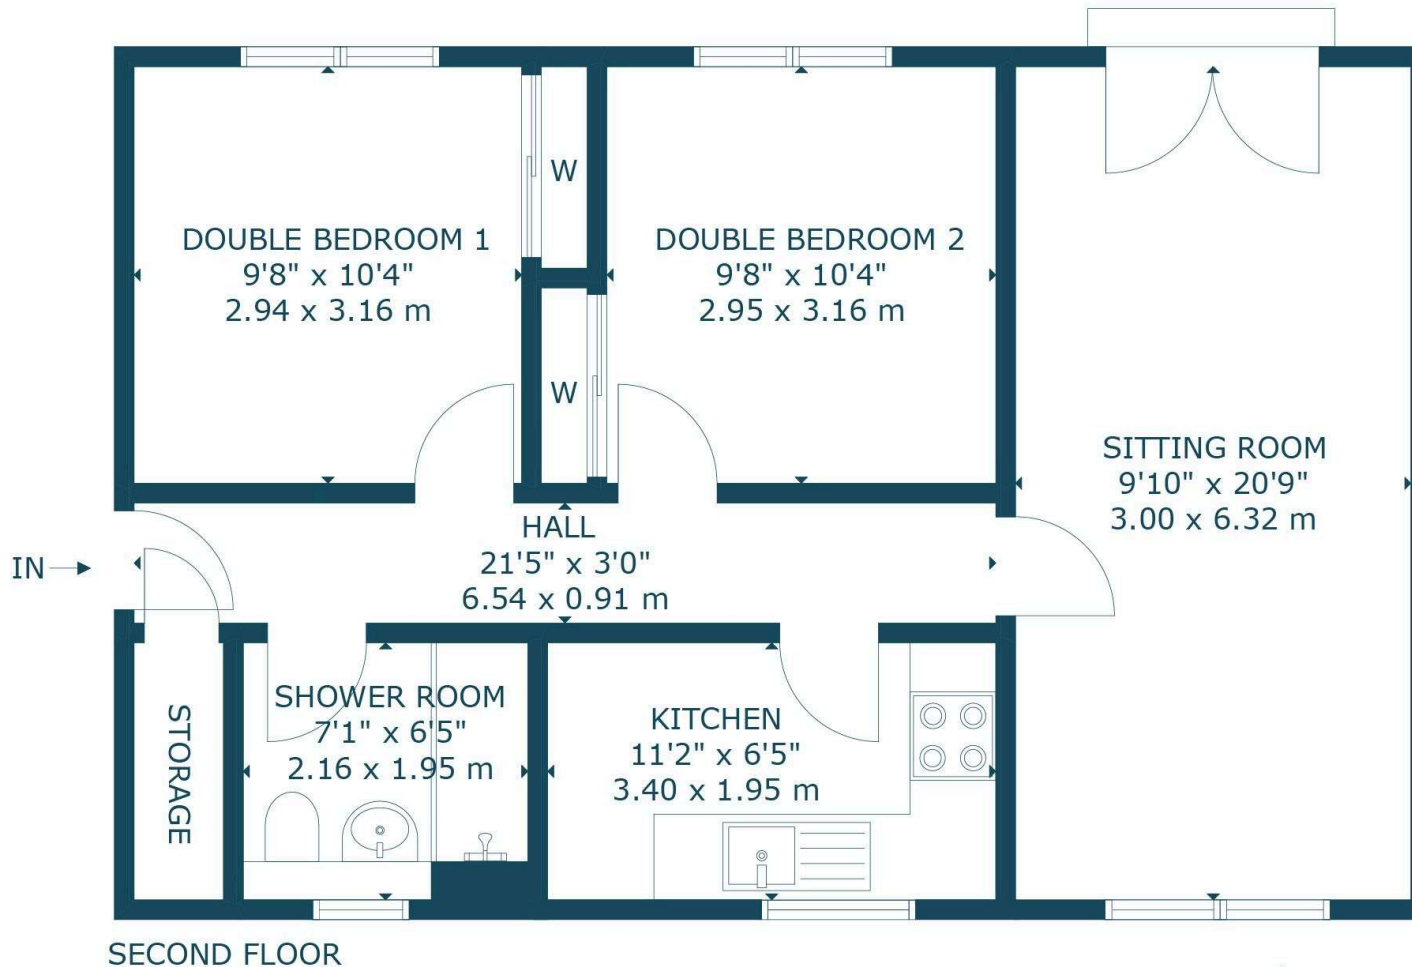 W
DOUBLE BEDROOM 1
9'8" x 10'4"
2.94 x 3.16 m
DOUBLE BEDROOM 2
9'8" x 10'4"
2.95 x 3.16 m
W
SITTING ROOM
9'10" x 20'9"
3.00 x 6.32 m
HALL
21'5" x 3'0"
6.54 x 0.91 m
IN
STORAGE
SHOWER ROOM
7'1" x 6'5"
2.16 x 1.95 m
KITCHEN
11'2" x 6'5"
3.40 x 1.95 m
SECOND FLOOR